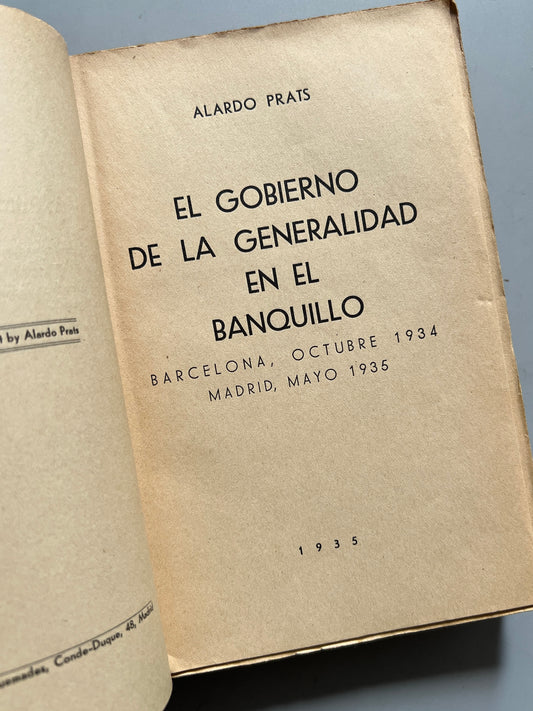 by Alardo Prats
Conde-Duque, 48, Madrid
ALARDO PRATS
EL GOBIERNO
DE LA GENERALIDAD
EN EL
BANQUILLO
BARCELONA, OCTUBRE 1934
MADRID, MAYO 1935
1935